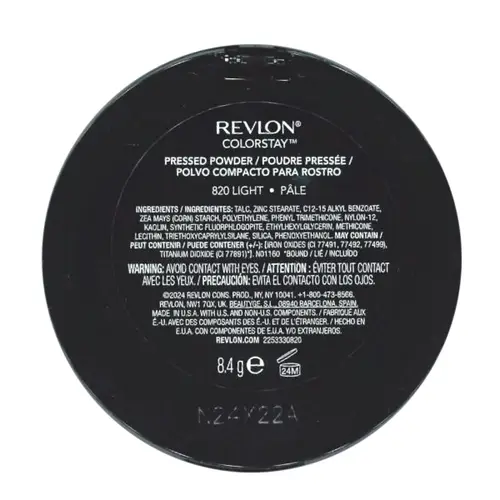 REVLON®
COLORSTAY™
PRESSED POWDER / POUDRE PRESSÉE /
POLVO COMPACTO PARA ROSTRO
820 LIGHT • PÂLE
INGREDIENTS / INGRÉDIENTS: TALC, ZINC STEARATE, C12-15 ALKYL BENZOATE,
ZEA MAYS (CORN) STARCH, POLYETHYLENE, PHENYL TRIMETHICONE, NYLON-12,
KAOLIN, SYNTHETIC FLUORPHLOGOPITE, ETHYLHEXYLGLYCERIN, METHICONE,
LECITHIN, TRIETHOXYCAPRYLYLSILANE, SILICA, PHENOXYETHANOL. MAY CONTAIN /
PEUT CONTENIR / PUEDE CONTENER (+/-): [IRON OXIDES (CI 77491, 77492, 77499),
TITANIUM DIOXIDE (CI 77891)*]. N01160 *BOUND / LIÉ / INCLUÍDO
WARNING: AVOID CONTACT WITH EYES. / ATTENTION : ÉVITER TOUT CONTACT
AVEC LES YEUX. / PRECAUCIÓN: EVITA EL CONTACTO CON LOS OJOS.
©2024 REVLON CONS. PROD., NY, NY 10041. +1-800-473-8566.
REVLON, NW1 7QX, UK. BEAUTYGE, S.L., 08940 BARCELONA, SPAIN.
MADE IN U.S.A. WITH U.S. AND NON-U.S. COMPONENTS. / FABRIQUÉ AUX
É.-U. AVEC DES COMPOSANTS DES É.-U. ET DE L'ÉTRANGER. / HECHO EN
E.U.A. CON COMPONENTES DE E.U.A. Y/O EXTRANJEROS.
REVLON.COM 2253330820
8.4 g e 24M
N24Y22A